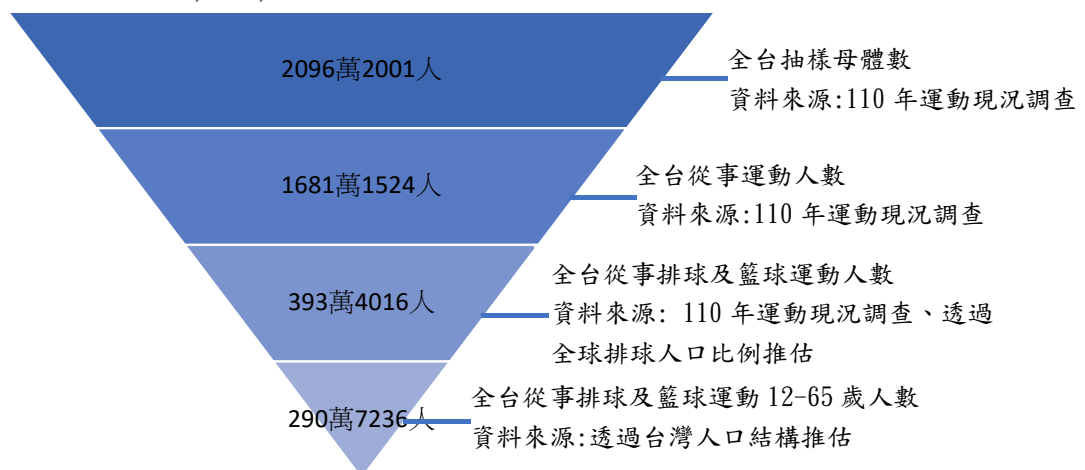 2096萬2001人
全台抽樣母體數
資料來源:110 年運動現況調查
1681萬1524人
全台從事運動人數
資料來源:110 年運動現況調查
393萬4016人
全台從事排球及籃球運動人數
資料來源: 110 年運動現況調查、透過
全球排球人口比例推估
290萬7236人
全台從事排球及籃球運動 12-65 歲人數
資料來源:透過台灣人口結構推估